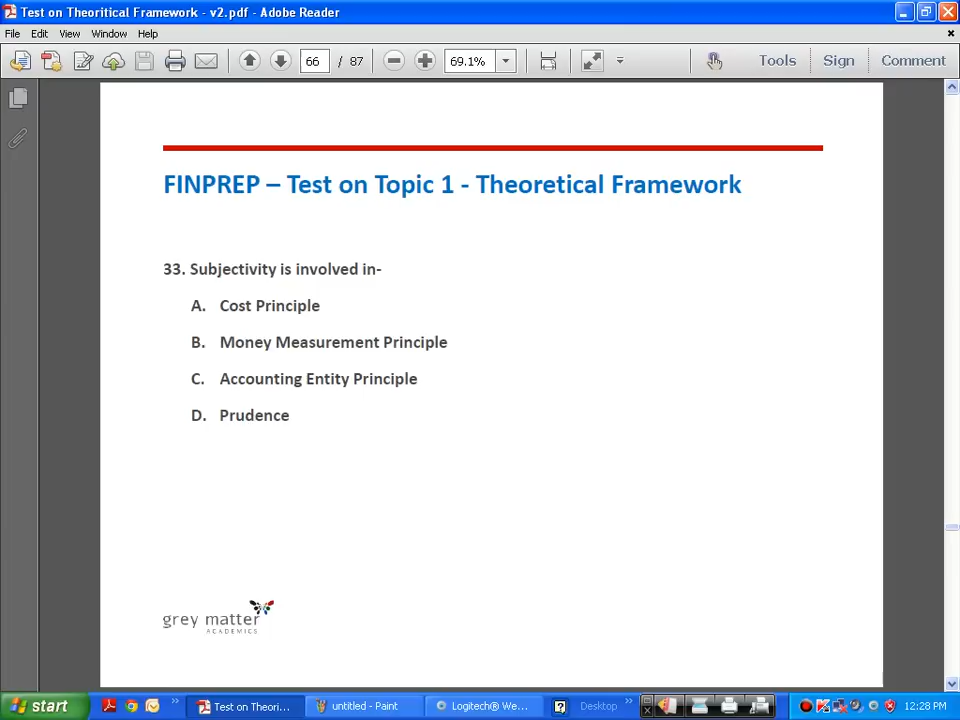 Test on Theoritical Framework - v2.pdf - Adobe Reader
File Edit View Window Help
66 / 87 69.1% Tools Sign Comment
FINPREP – Test on Topic 1 - Theoretical Framework
33. Subjectivity is involved in-
A. Cost Principle
B. Money Measurement Principle
C. Accounting Entity Principle
D. Prudence
grey matter
ACADEMICS
start Test on Theori... untitled - Paint Logitech® We... Desktop 12:28 PM